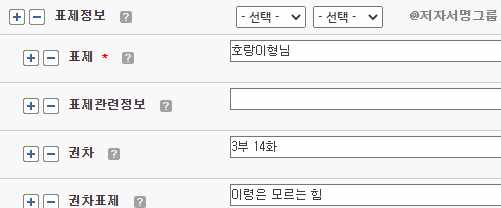 표제정보 ? - 선택 - - 선택 - @저자서명그룹
표제 * ? 호랑이형님
표제관련정보 ?
권차 ? 3부 14화
권차표제 ? 이령은 모르는 힘